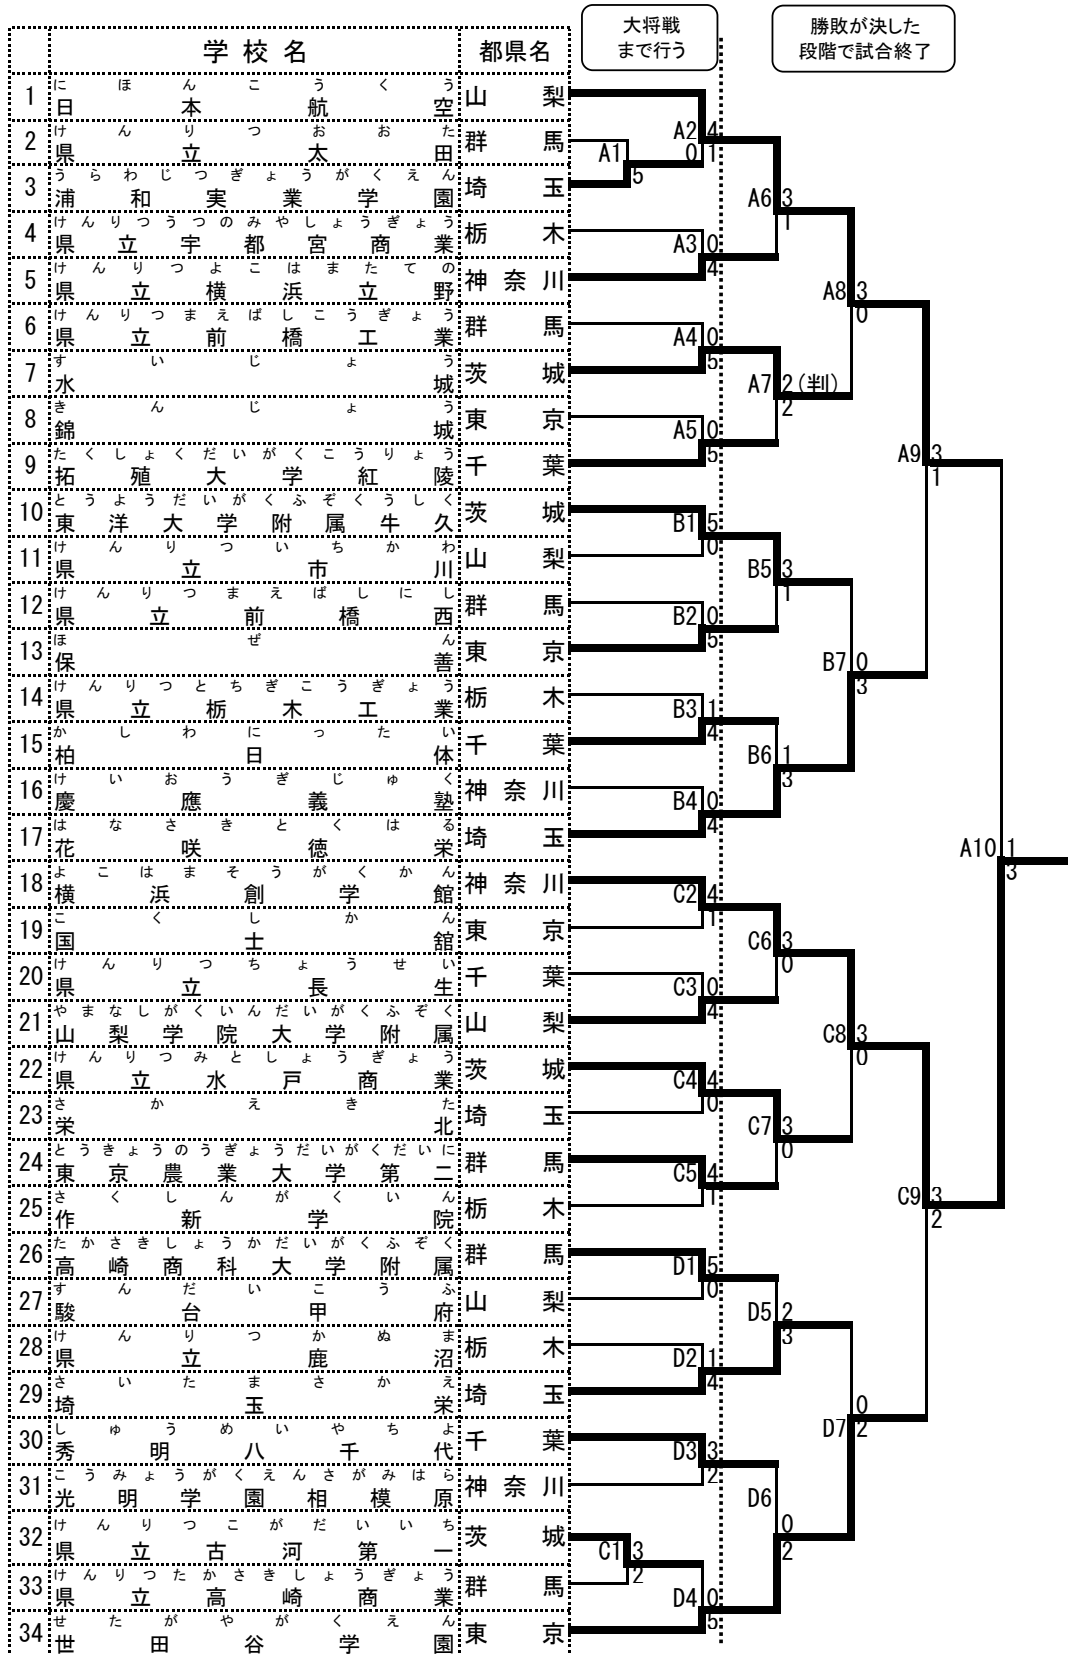 大将戦
まで行う
勝敗が決した
段階で試合終了
学校名 都県名
にほんこうくう
1 日本航空 山梨
けんりつおおた
2 県立太田 群馬
うらわじつぎょうがくえん
3 浦和実業学園 埼玉
けんりつうつのみやしょうぎょう
4 県立宇都宮商業 栃木
けんりつよこはまたての
5 県立横浜立野 神奈川
けんりつまえばしこうぎょう
6 県立前橋工業 群馬
すいじょう
7 水城 茨城
きんじょう
8 錦城 東京
たくしょくだいがくこうりょう
9 拓殖大学紅陵 千葉
とうようだいがくふぞくうしく
10 東洋大学附属牛久 茨城
けんりついちかわ
11 県立市川 山梨
けんりつまえばしにし
12 県立前橋西 群馬
ほぜん
13 保善 東京
けんりつとちぎこうぎょう
14 県立栃木工業 栃木
かしわにったい
15 柏日体 千葉
けいおうぎじゅく
16 慶應義塾 神奈川
はなさきとくはる
17 花咲徳栄 埼玉
よこはまそうがくかん
18 横浜創学館 神奈川
こくしかん
19 国士舘 東京
けんりつちょうせい
20 県立長生 千葉
やまなしがくいんだいがくふぞく
21 山梨学院大学附属 山梨
けんりつみとしょうぎょう
22 県立水戸商業 茨城
さかえきた
23 栄北 埼玉
とうきょうのうぎょうだいがくだいに
24 東京農業大学第二 群馬
さくしんがくいん
25 作新学院 栃木
たかさきしょうかだいがくふぞく
26 高崎商科大学附属 群馬
すんだいこうふ
27 駿台甲府 山梨
けんりつかぬま
28 県立鹿沼 栃木
さいたまさかえ
29 埼玉栄 埼玉
しゅうめいやちよ
30 秀明八千代 千葉
こうみょうがくえんさがみはら
31 光明学園相模原 神奈川
けんりつこがだいいち
32 県立古河第一 茨城
けんりつたかさきしょうぎょう
33 県立高崎商業 群馬
せたがやがくえん
34 世田谷学園 東京
A1 0 5
A2 4 1
A3 0 4
A4 0 5
A5 0 5
B1 5 0
B2 0 5
B3 1 4
B4 0 4
C2 4 1
C3 0 4
C4 4 0
C5 4 1
D1 5 0
D2 1 4
D3 3 2
C1 3 2
D4 0 5
A6 3 1
A7 2(判) 2
B5 3 1
B6 1 3
C6 3 0
C7 3 0
D5 2 3
D6 0 2
A8 3 0
B7 0 3
C8 3 0
D7 0 2
A9 3 1
C9 3 2
A10 1 3